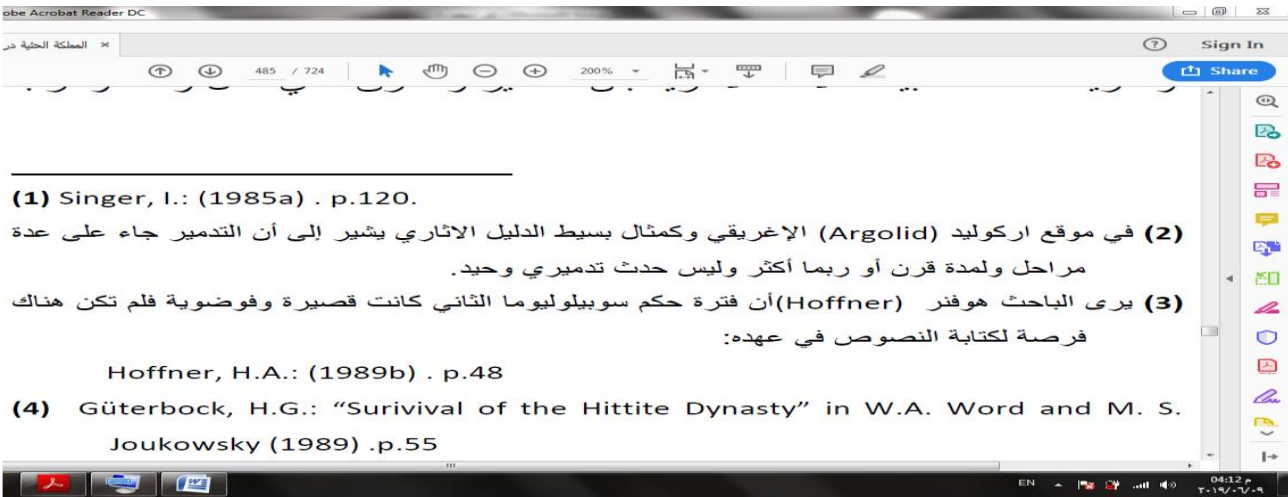 obe Acrobat Reader DC
المملكة الحثية در
Sign In
485 / 724
200%
Share
(1) Singer, I.: (1985a) . p.120.
(2) في موقع اركوليد (Argolid) الإغريقي وكمثال بسيط الدليل الاثاري يشير إلى أن التدمير جاء على عدة
مراحل ولمدة قرن أو ربما أكثر وليس حدث تدميري وحيد.
(3) يرى الباحث هوفنر (Hoffner)أن فترة حكم سوبيلوليوما الثاني كانت قصيرة وفوضوية فلم تكن هناك
فرصة لكتابة النصوص في عهده:
Hoffner, H.A.: (1989b) . p.48
(4) Güterbock, H.G.: “Surivival of the Hittite Dynasty” in W.A. Word and M. S.
Joukowsky (1989) .p.55
EN
04:12 م
٢٠١٩/٠٦/٠٩